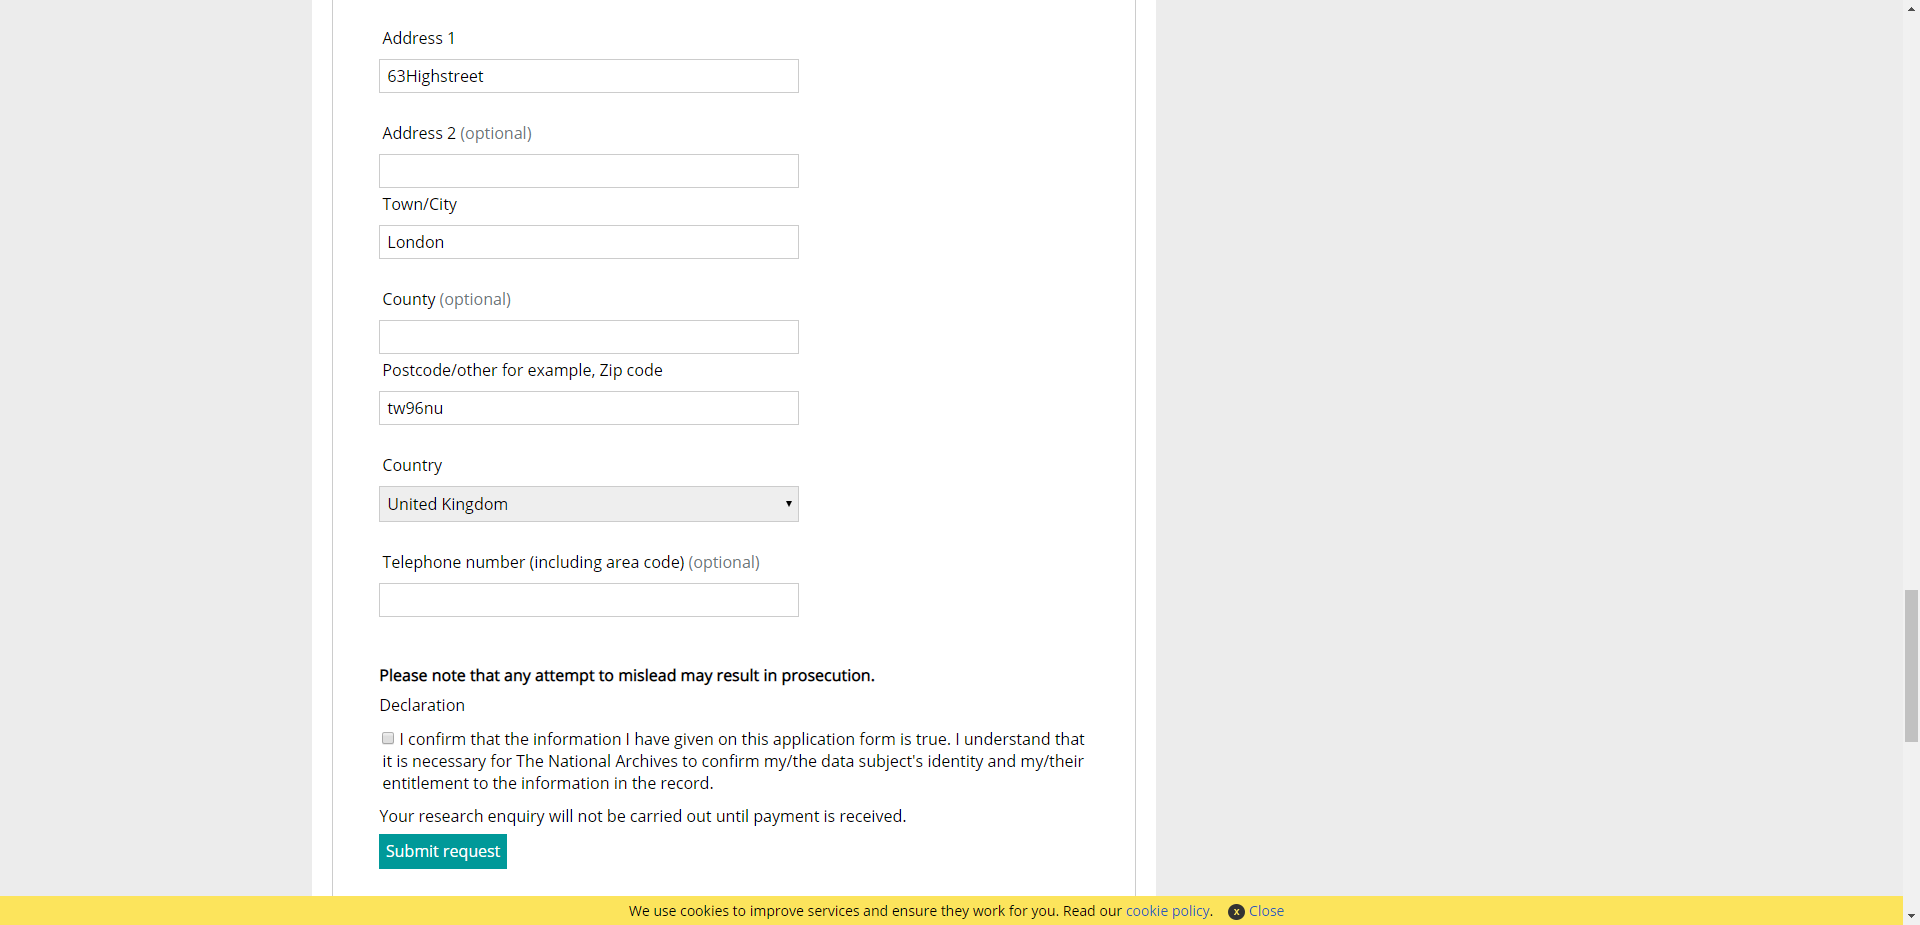 Address 1
63Highstreet
Address 2 (optional)
Town/City
London
County (optional)
Postcode/other for example, Zip code
tw96nu
Country
United Kingdom
Telephone number (including area code) (optional)
Please note that any attempt to mislead may result in prosecution.
Declaration
I confirm that the information I have given on this application form is true. I understand that
it is necessary for The National Archives to confirm my/the data subject's identity and my/their
entitlement to the information in the record.
Your research enquiry will not be carried out until payment is received.
Submit request
We use cookies to improve services and ensure they work for you. Read our cookie policy. x Close